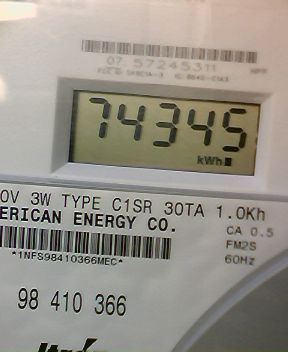 07 57245311
74345
kWh
0V 3W TYPE C1SR 30TA 1.0Kh
ERICAN ENERGY CO.
CA 0.5
FM2S
*1NFS98410366MEC*
60Hz
98 410 366
Itron